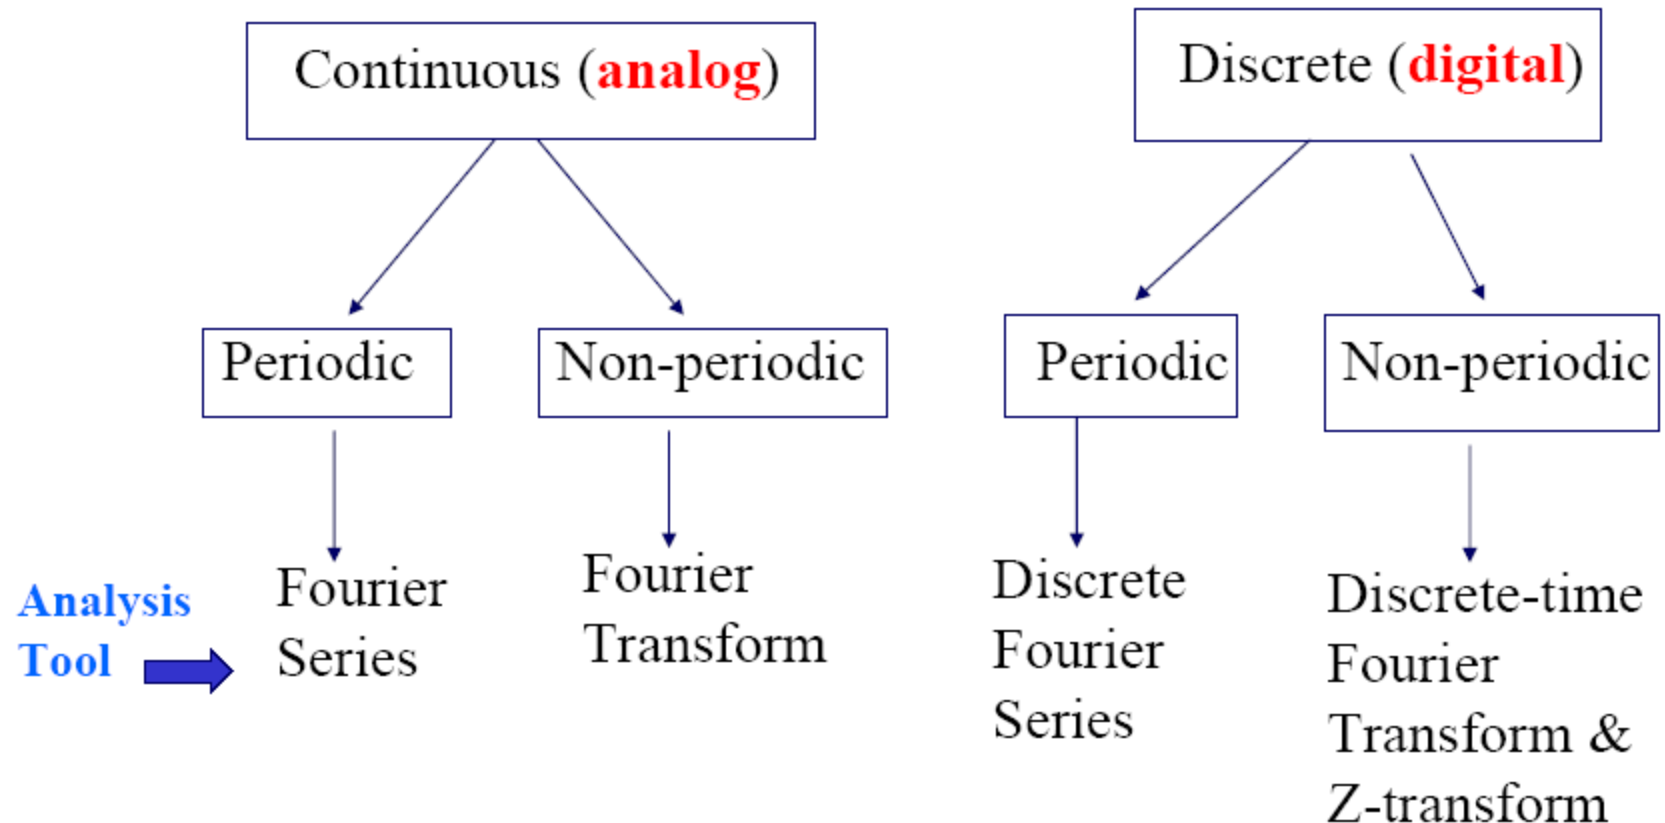 Continuous (analog)
Discrete (digital)
Periodic
Non-periodic
Periodic
Non-periodic
Analysis
Tool
Fourier
Series
Fourier
Transform
Discrete
Fourier
Series
Discrete-time
Fourier
Transform &
Z-transform